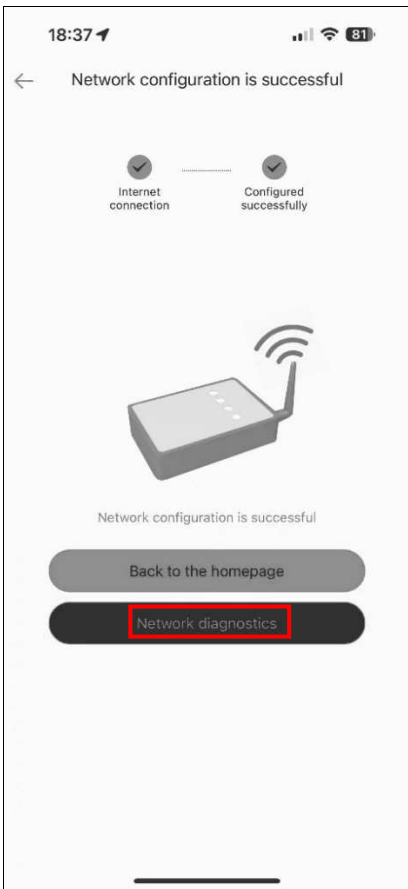 18:37
81
Network configuration is successful
Internet
connection
Configured
successfully
Network configuration is successful
Back to the homepage
Network diagnostics